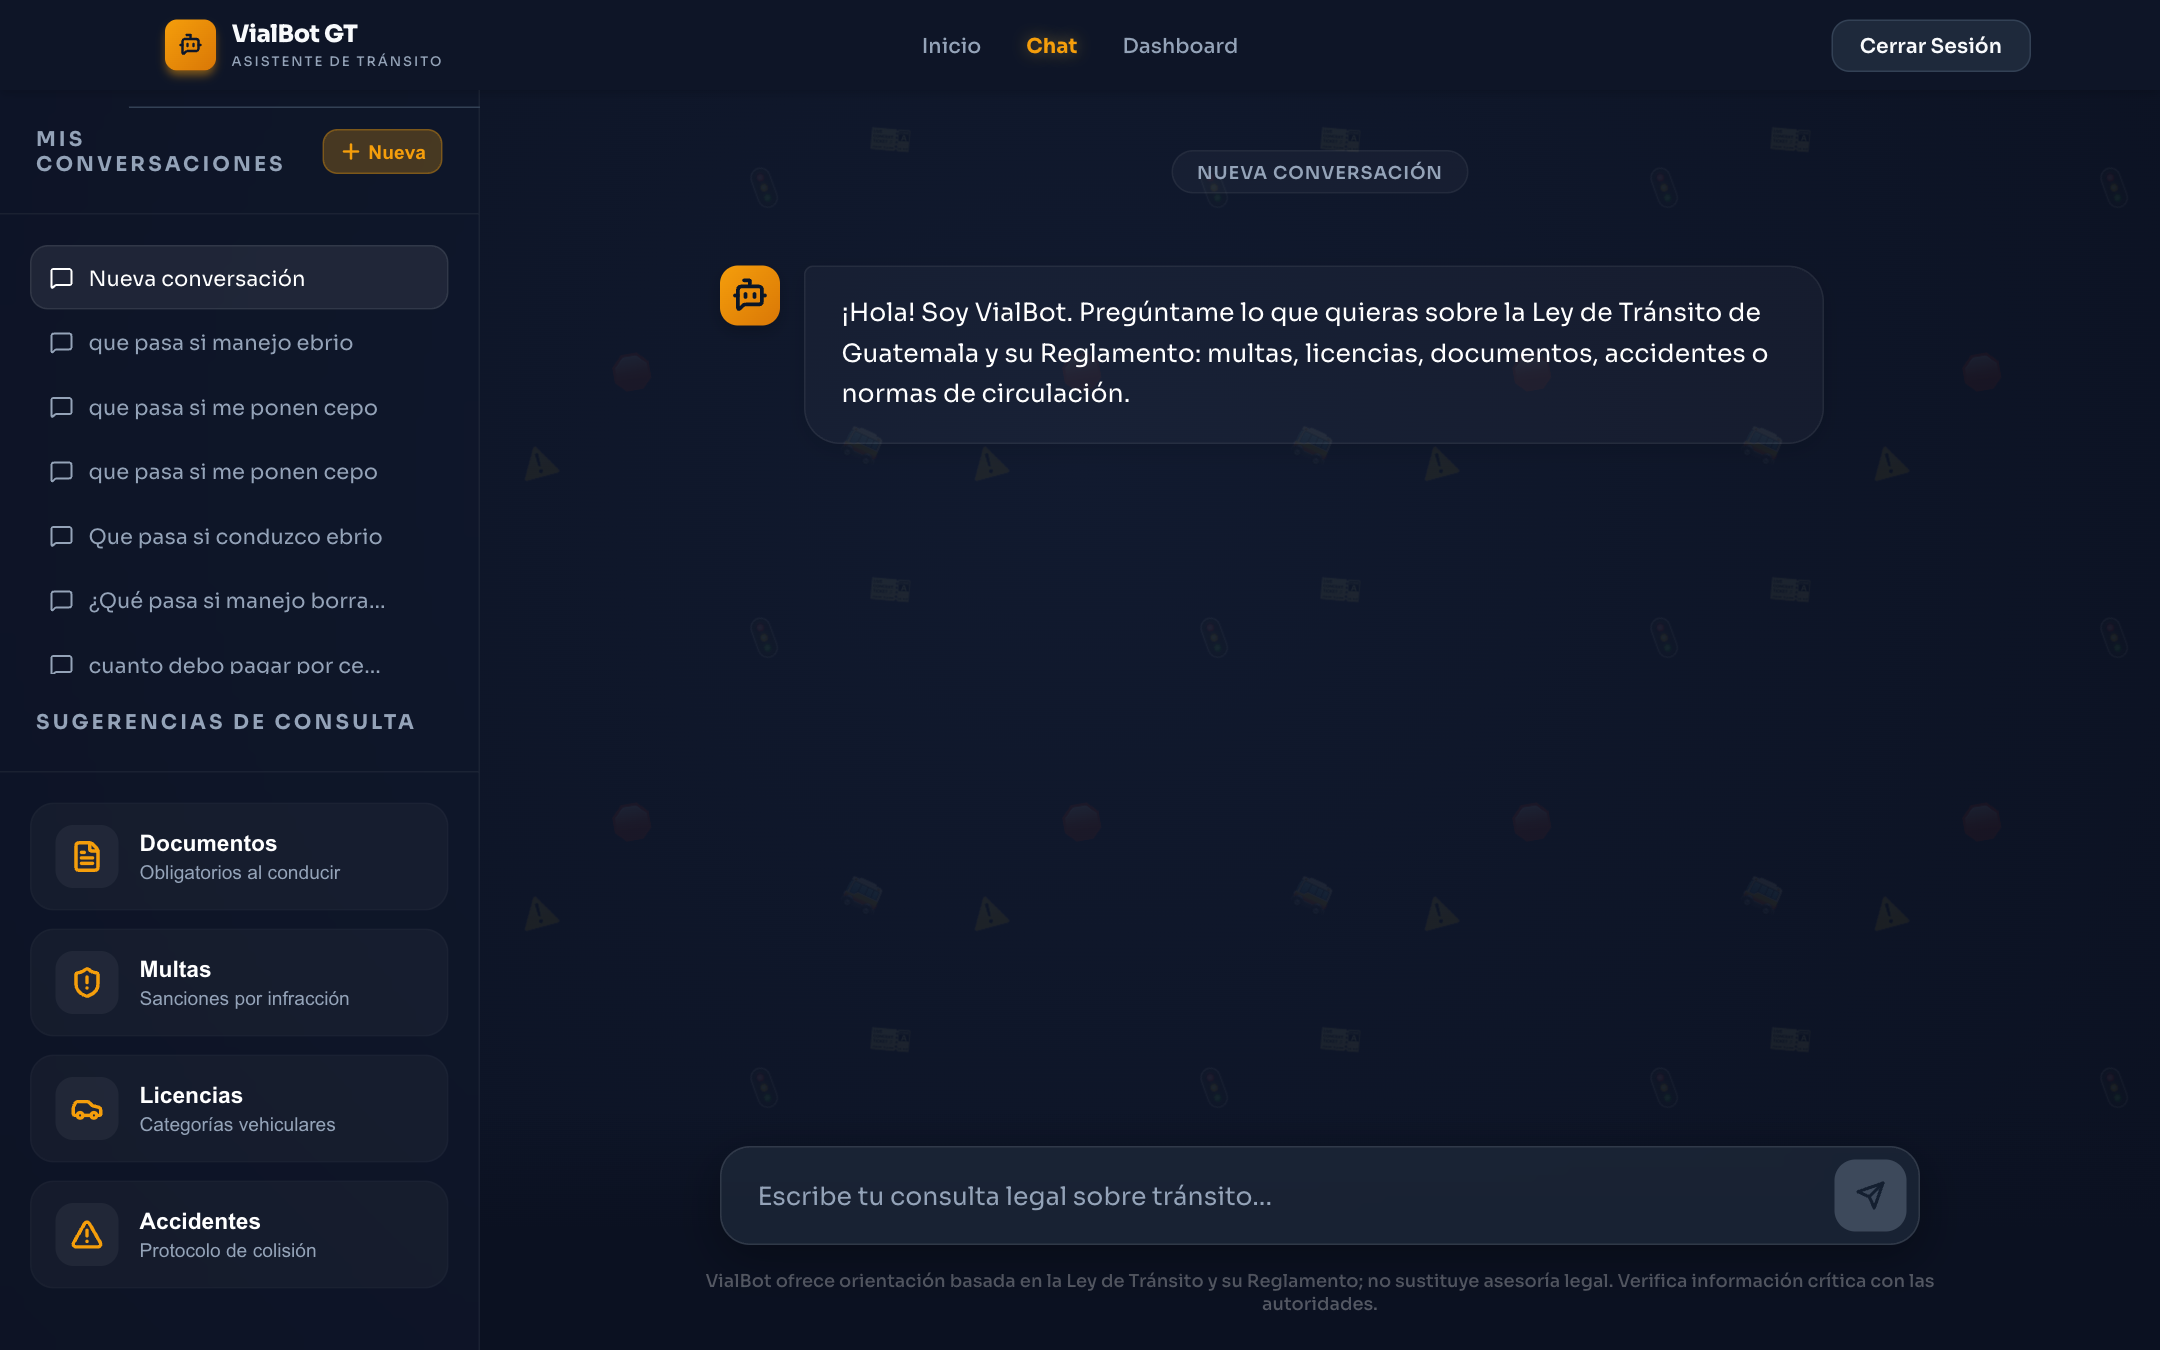 VialBot GT
ASISTENTE DE TRÁNSITO
Inicio
Chat
Dashboard
Cerrar Sesión
MIS
CONVERSACIONES
Nueva
Nueva conversación
que pasa si manejo ebrio
que pasa si me ponen cepo
que pasa si me ponen cepo
Que pasa si conduzco ebrio
¿Qué pasa si manejo borra...
cuanto debo pagar por ce...
SUGERENCIAS DE CONSULTA
Documentos
Obligatorios al conducir
Multas
Sanciones por infracción
Licencias
Categorías vehiculares
Accidentes
Protocolo de colisión
NUEVA CONVERSACIÓN
¡Hola! Soy VialBot. Pregúntame lo que quieras sobre la Ley de Tránsito de
Guatemala y su Reglamento: multas, licencias, documentos, accidentes o
normas de circulación.
Escribe tu consulta legal sobre tránsito...
VialBot ofrece orientación basada en la Ley de Tránsito y su Reglamento; no sustituye asesoría legal. Verifica información crítica con las
autoridades.